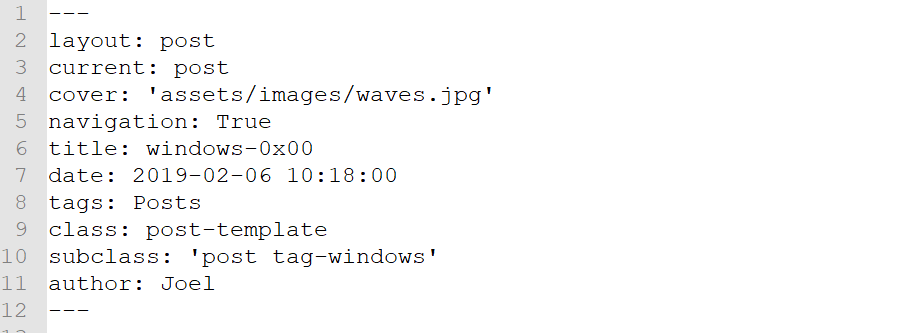 1 ---
2 layout: post
3 current: post
4 cover: 'assets/images/waves.jpg'
5 navigation: True
6 title: windows-0x00
7 date: 2019-02-06 10:18:00
8 tags: Posts
9 class: post-template
10 subclass: 'post tag-windows'
11 author: Joel
12 ---